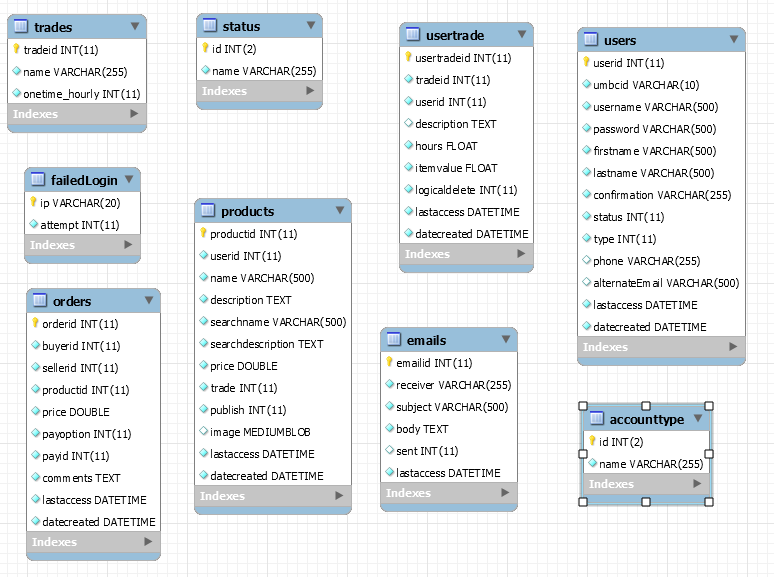 trades
tradeid INT(11)
name VARCHAR(255)
onetime_hourly INT(11)
Indexes
status
id INT(2)
name VARCHAR(255)
Indexes
usertrade
usertradeid INT(11)
tradeid INT(11)
userid INT(11)
description TEXT
hours FLOAT
itemvalue FLOAT
logicaldelete INT(11)
lastaccess DATETIME
datecreated DATETIME
Indexes
users
userid INT(11)
umbcid VARCHAR(10)
username VARCHAR(500)
password VARCHAR(500)
firstname VARCHAR(500)
lastname VARCHAR(500)
confirmation VARCHAR(255)
status INT(11)
type INT(11)
phone VARCHAR(255)
alternateEmail VARCHAR(500)
lastaccess DATETIME
datecreated DATETIME
Indexes
failedLogin
ip VARCHAR(20)
attempt INT(11)
Indexes
products
productid INT(11)
userid INT(11)
name VARCHAR(500)
description TEXT
searchname VARCHAR(500)
searchdescription TEXT
price DOUBLE
trade INT(11)
publish INT(11)
image MEDIUMBLOB
lastaccess DATETIME
datecreated DATETIME
Indexes
orders
orderid INT(11)
buyerid INT(11)
sellerid INT(11)
productid INT(11)
price DOUBLE
payoption INT(11)
payid INT(11)
comments TEXT
lastaccess DATETIME
datecreated DATETIME
Indexes
emails
emailid INT(11)
receiver VARCHAR(255)
subject VARCHAR(500)
body TEXT
sent INT(11)
lastaccess DATETIME
Indexes
accounttype
id INT(2)
name VARCHAR(255)
Indexes